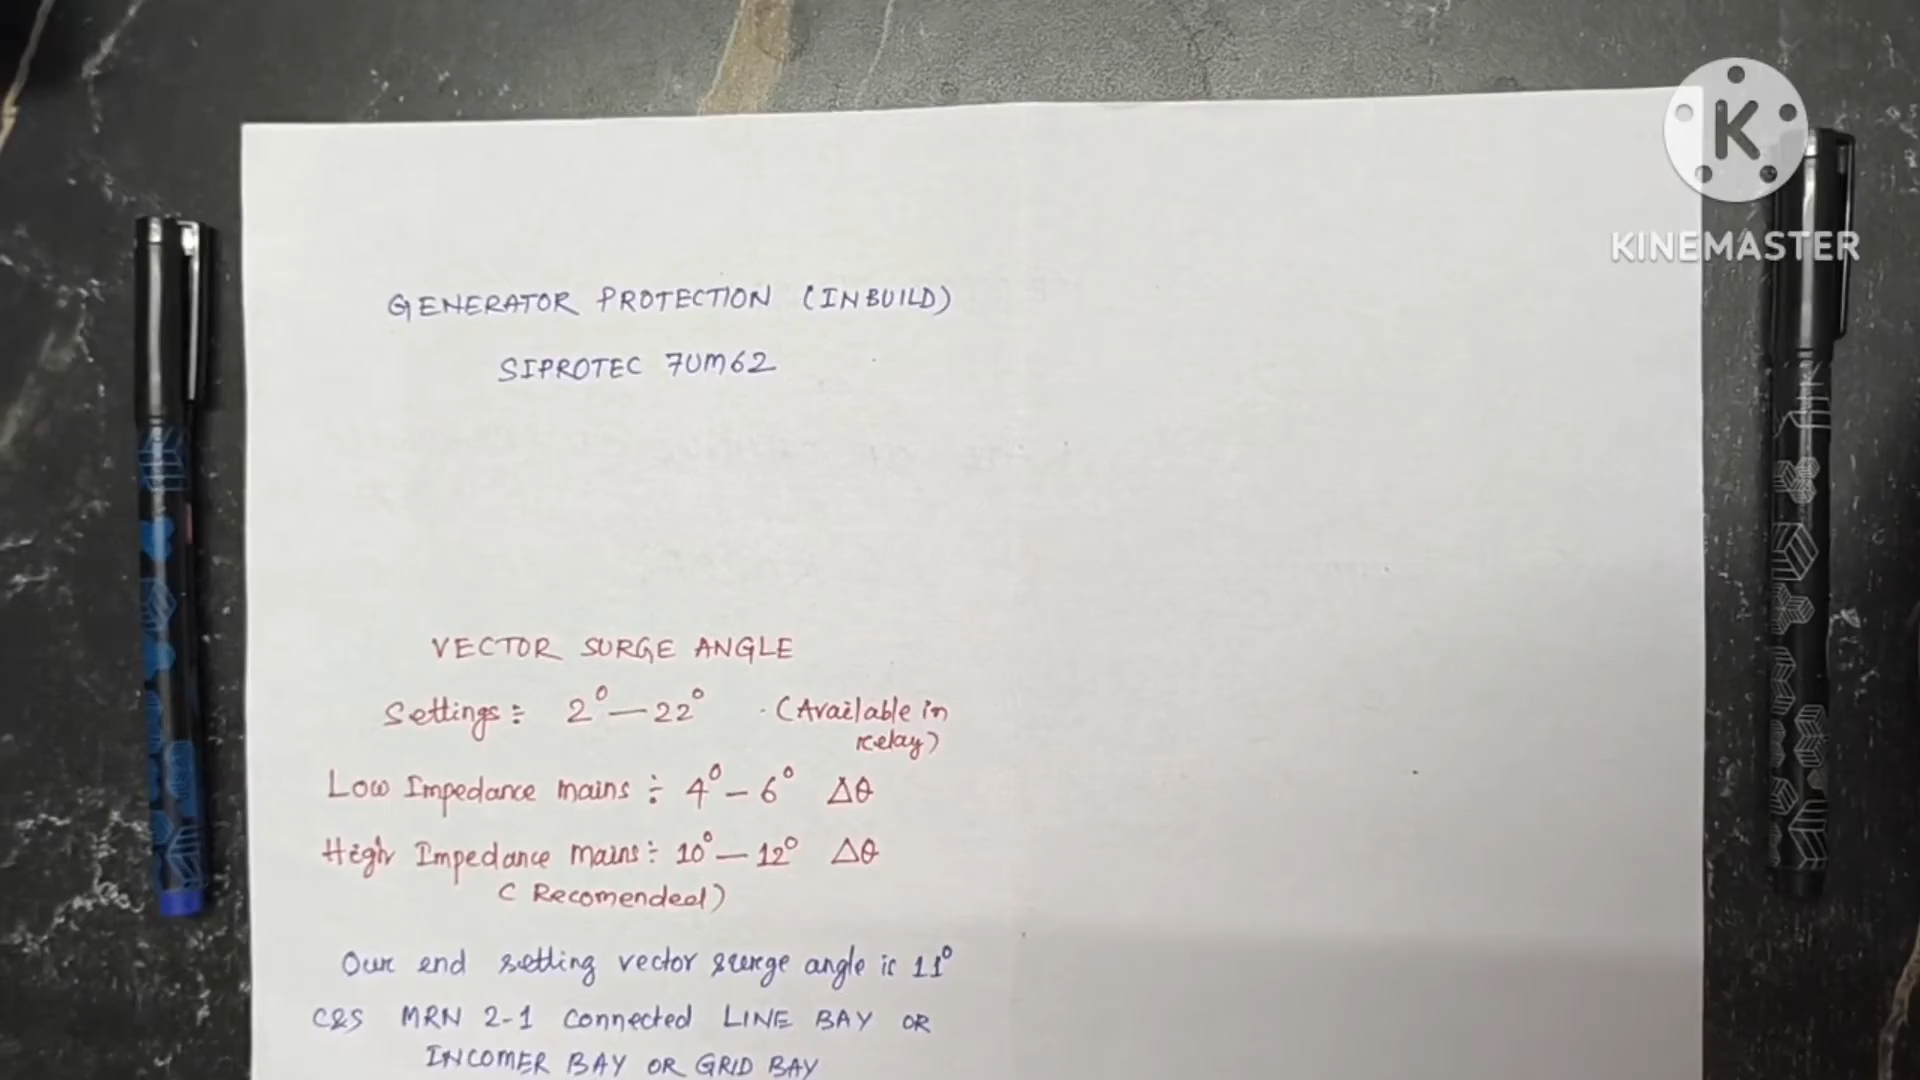 K
KINEMASTER
GENERATOR PROTECTION (INBUILD)
SIPROTEC 7UM62
VECTOR SURGE ANGLE
Settings ÷ 2° — 22° (Available in
relay)
Low Impedance mains ÷ 4° – 6° Δθ
High Impedance mains ÷ 10° — 12° Δθ
(Recomended)
Our end setting vector surge angle is 11°
C&S MRN 2-1 Connected LINE BAY OR
INCOMER BAY OR GRID BAY